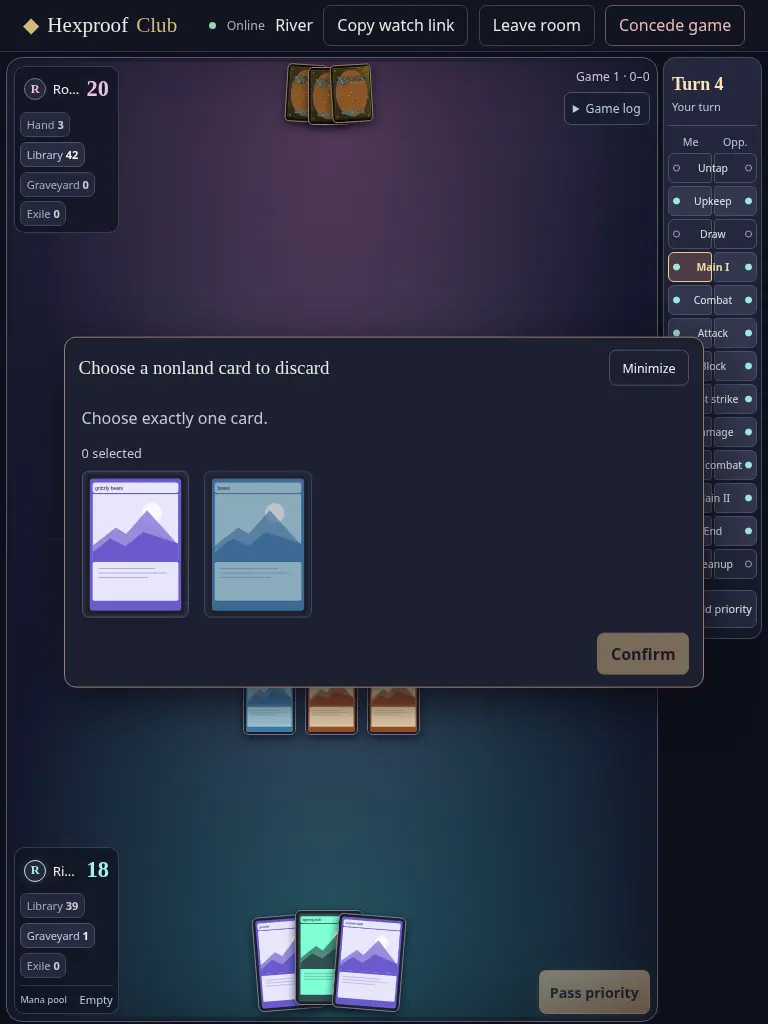 Hexproof Club
Online River
Copy watch link
Leave room
Concede game
R Ro... 20
Hand 3
Library 42
Graveyard 0
Exile 0
Game 1 · 0–0
Game log
Turn 4
Your turn
Me Opp.
Untap
Upkeep
Draw
Main I
Combat
Attack
Block
t strike
mage
combat
ain II
End
eanup
d priority
Choose a nonland card to discard
Minimize
Choose exactly one card.
0 selected
grizzly bears
forest
Confirm
R Ri... 18
Library 39
Graveyard 1
Exile 0
Mana pool Empty
Pass priority